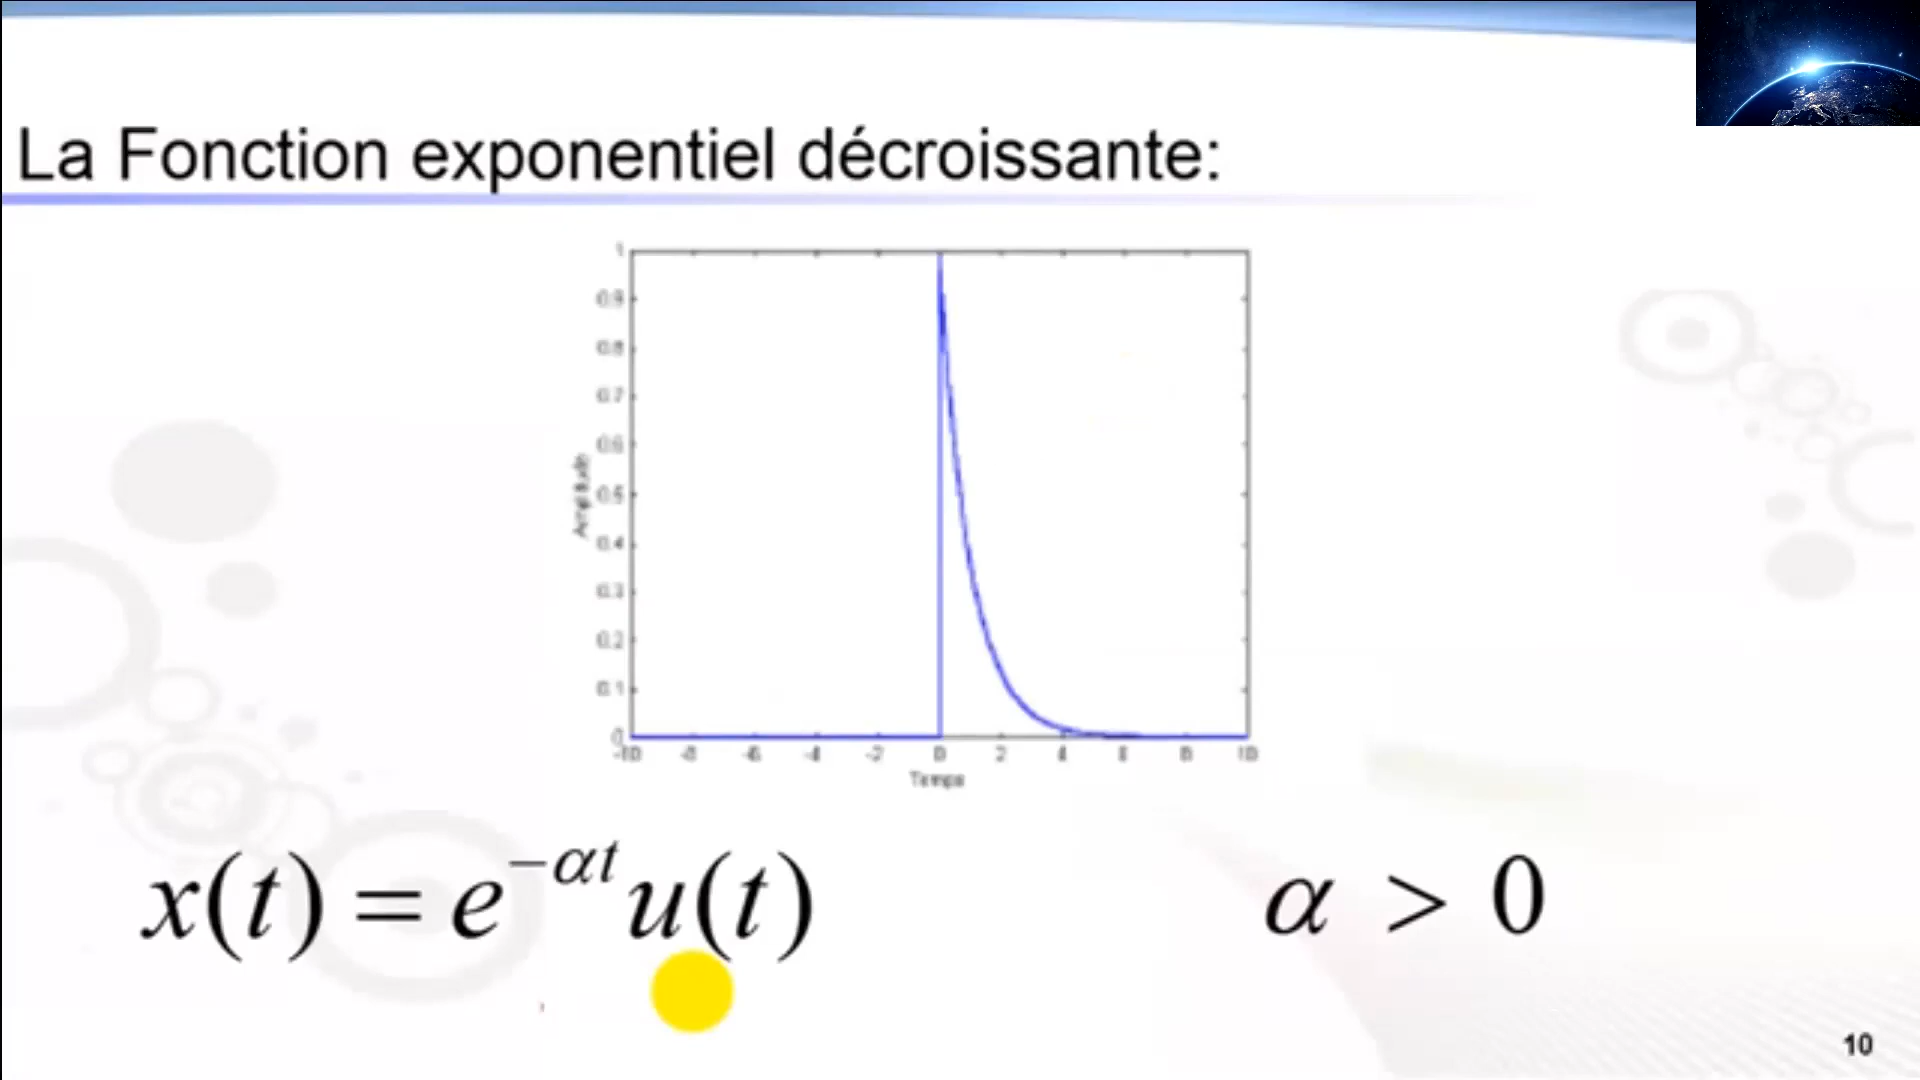 La Fonction exponentiel décroissante:
1
0.9
0.8
0.7
0.6
0.5
0.4
0.3
0.2
0.1
0
Amplitude
-10 -8 -6 -4 -2 0 2 4 6 8 10
Temps
x(t) = e^{-αt} u(t)
α > 0
10